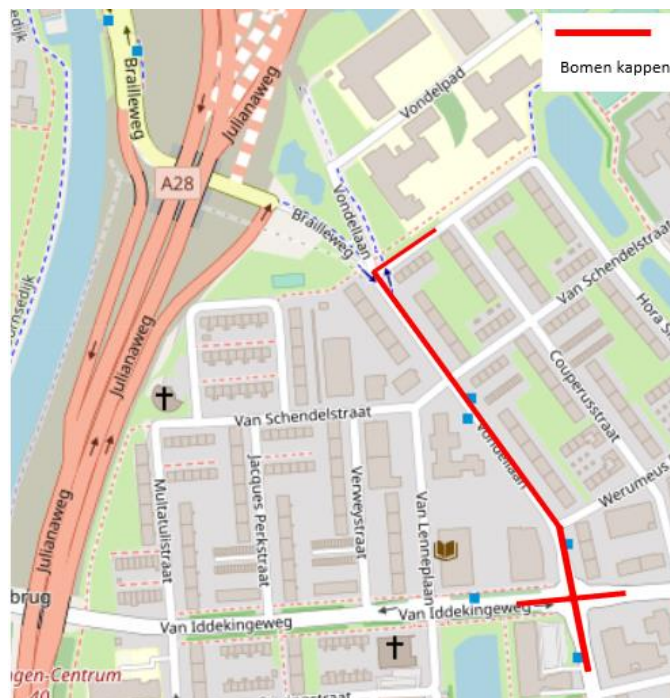 Bomen kappen
Brailleweg
Julianaweg
Vondelpad
A28
Vondellaan
Brailleweg
Julianaweg
Van Schendelstraat
Hora S
Couperusstraat
Van Schendelstraat
Vondellaan
Werumeus
Multatulistraat
Jacques Perkstraat
Verweystraat
Van Lenneplaan
Julianaweg
brug
Van Iddekingeweg
Van Iddekingeweg
gen-Centrum
40